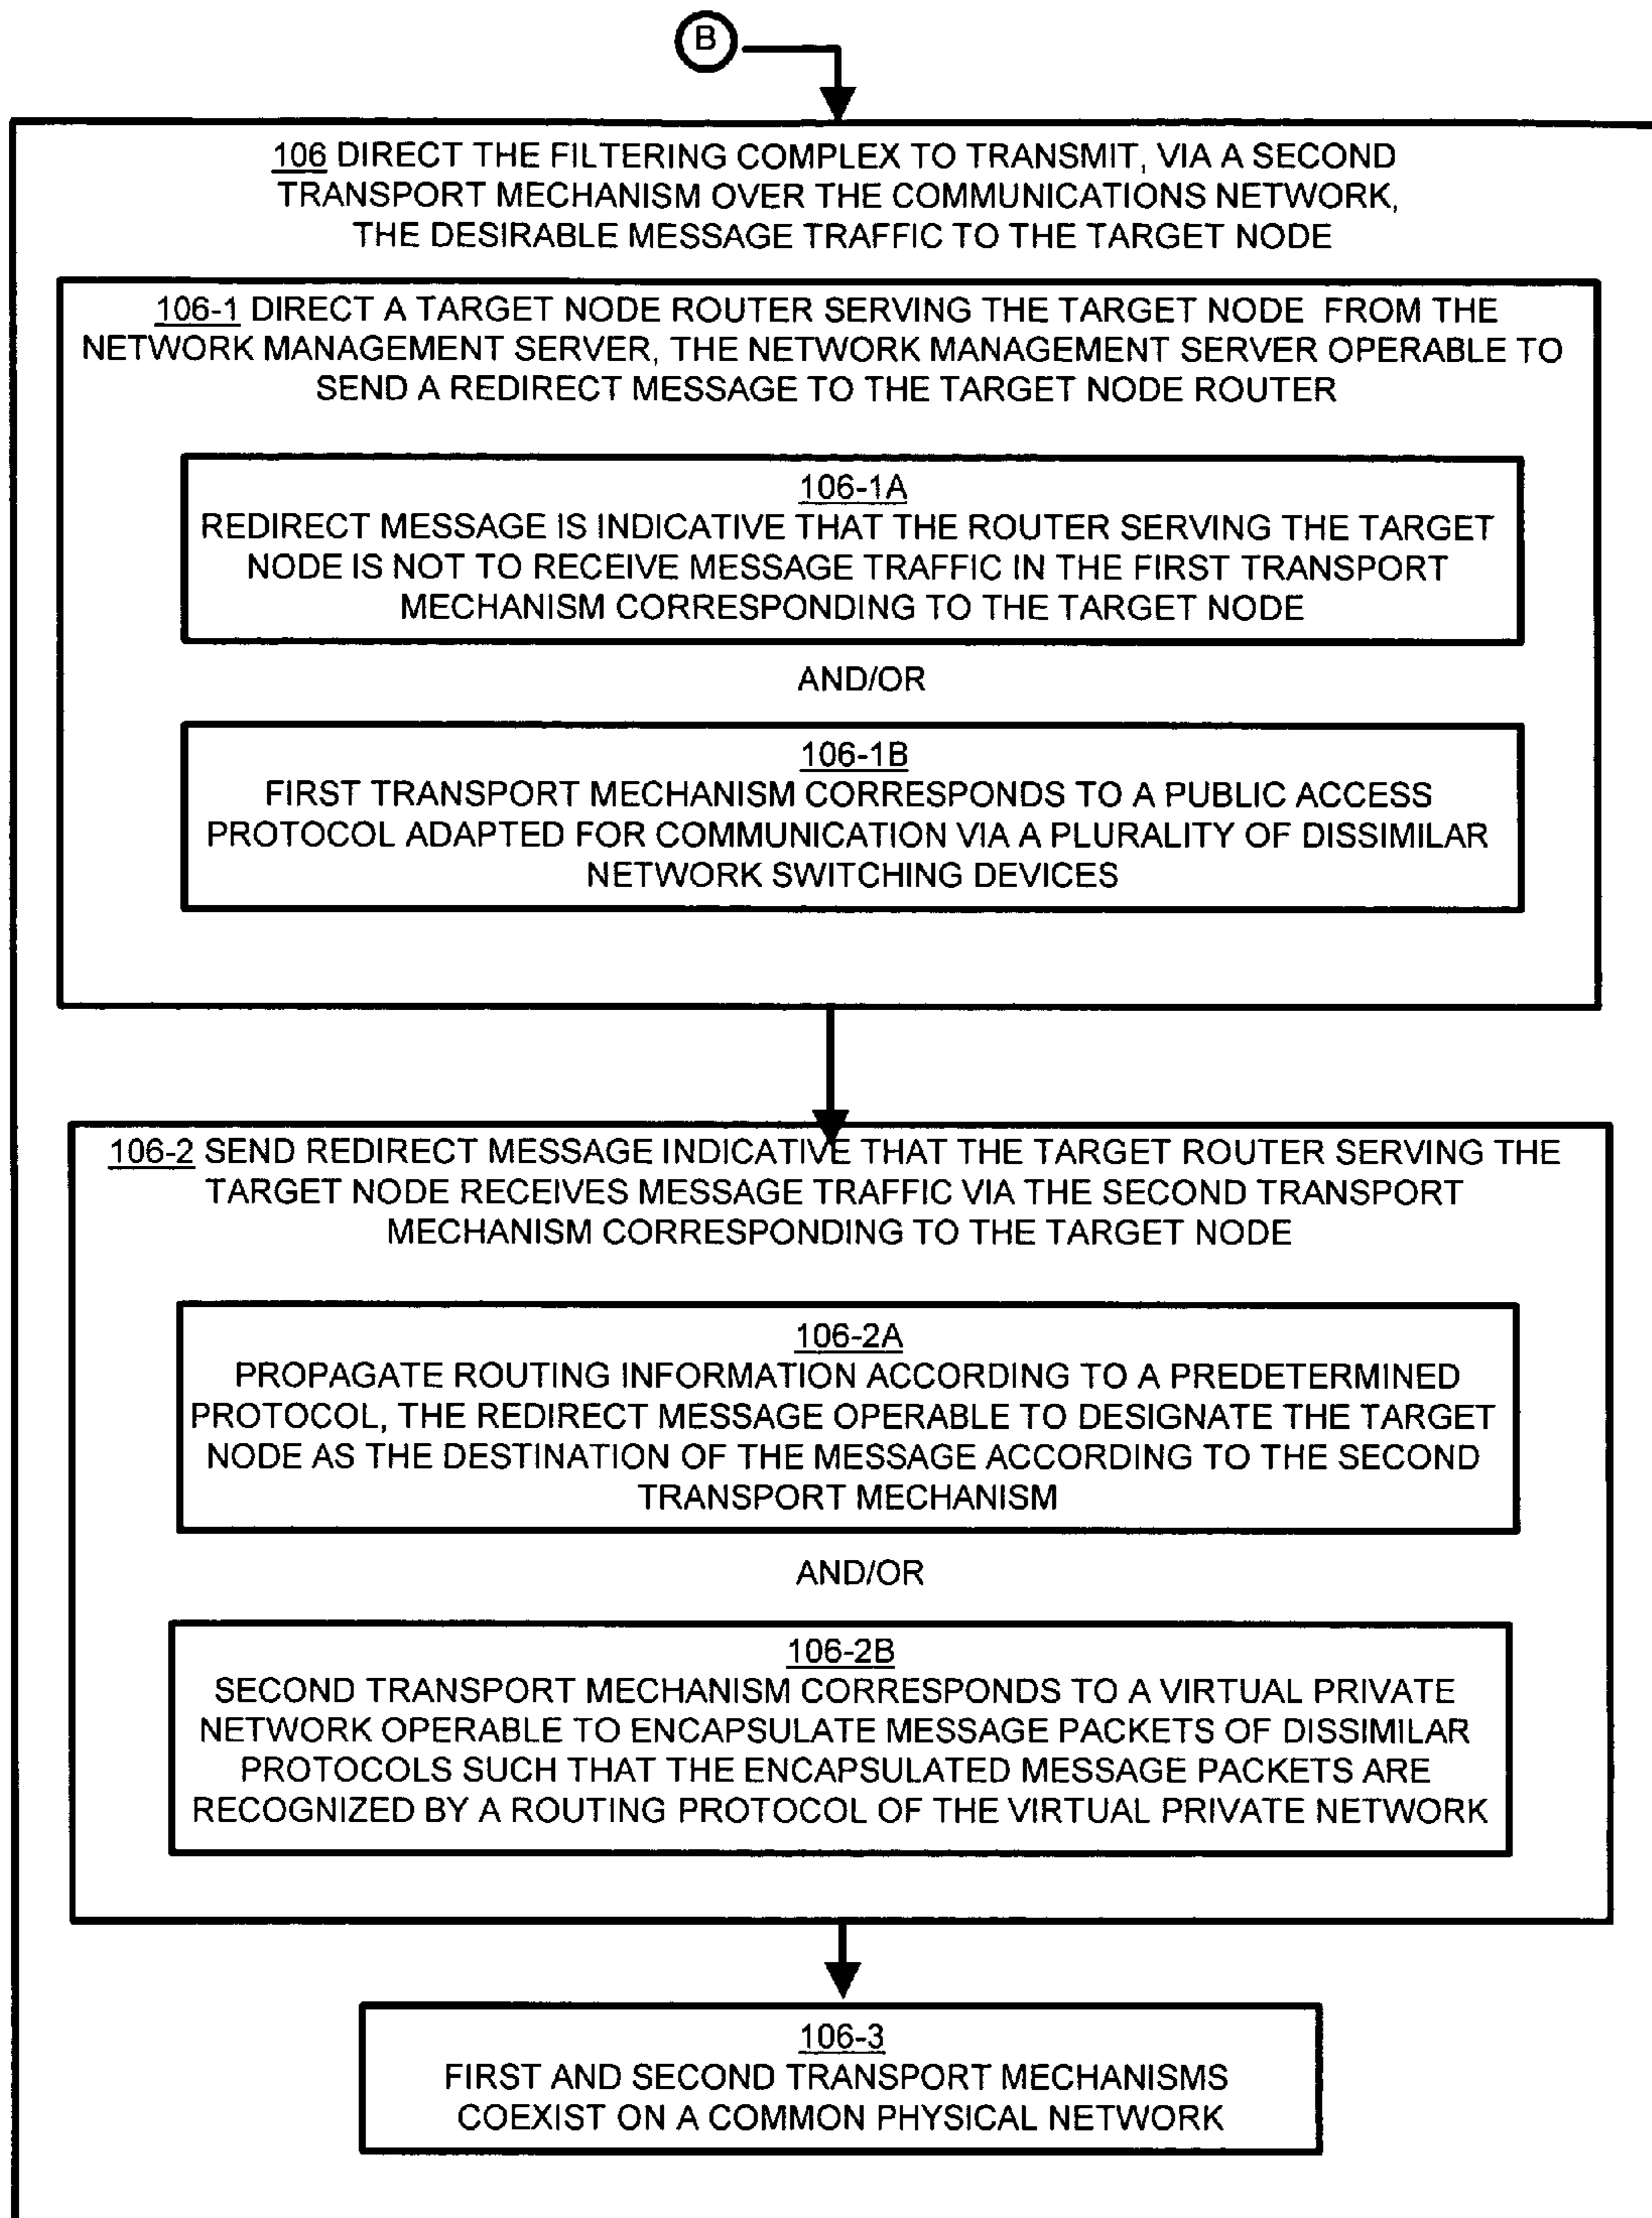 B
106 DIRECT THE FILTERING COMPLEX TO TRANSMIT, VIA A SECOND
TRANSPORT MECHANISM OVER THE COMMUNICATIONS NETWORK,
THE DESIRABLE MESSAGE TRAFFIC TO THE TARGET NODE
106-1 DIRECT A TARGET NODE ROUTER SERVING THE TARGET NODE FROM THE
NETWORK MANAGEMENT SERVER, THE NETWORK MANAGEMENT SERVER OPERABLE TO
SEND A REDIRECT MESSAGE TO THE TARGET NODE ROUTER
106-1A
REDIRECT MESSAGE IS INDICATIVE THAT THE ROUTER SERVING THE TARGET
NODE IS NOT TO RECEIVE MESSAGE TRAFFIC IN THE FIRST TRANSPORT
MECHANISM CORRESPONDING TO THE TARGET NODE
AND/OR
106-1B
FIRST TRANSPORT MECHANISM CORRESPONDS TO A PUBLIC ACCESS
PROTOCOL ADAPTED FOR COMMUNICATION VIA A PLURALITY OF DISSIMILAR
NETWORK SWITCHING DEVICES
106-2 SEND REDIRECT MESSAGE INDICATIVE THAT THE TARGET ROUTER SERVING THE
TARGET NODE RECEIVES MESSAGE TRAFFIC VIA THE SECOND TRANSPORT
MECHANISM CORRESPONDING TO THE TARGET NODE
106-2A
PROPAGATE ROUTING INFORMATION ACCORDING TO A PREDETERMINED
PROTOCOL, THE REDIRECT MESSAGE OPERABLE TO DESIGNATE THE TARGET
NODE AS THE DESTINATION OF THE MESSAGE ACCORDING TO THE SECOND
TRANSPORT MECHANISM
AND/OR
106-2B
SECOND TRANSPORT MECHANISM CORRESPONDS TO A VIRTUAL PRIVATE
NETWORK OPERABLE TO ENCAPSULATE MESSAGE PACKETS OF DISSIMILAR
PROTOCOLS SUCH THAT THE ENCAPSULATED MESSAGE PACKETS ARE
RECOGNIZED BY A ROUTING PROTOCOL OF THE VIRTUAL PRIVATE NETWORK
106-3
FIRST AND SECOND TRANSPORT MECHANISMS
COEXIST ON A COMMON PHYSICAL NETWORK